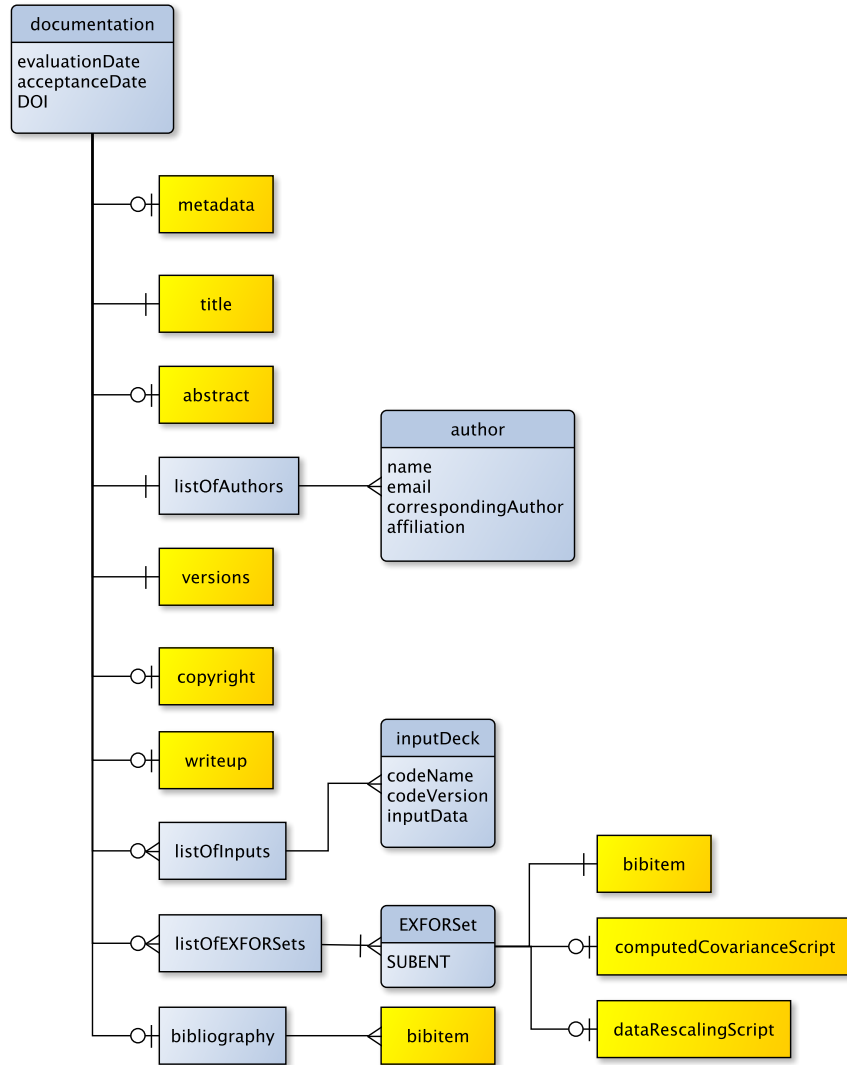 documentation
evaluationDate
acceptanceDate
DOI
metadata
title
abstract
listOfAuthors
author
name
email
correspondingAuthor
affiliation
versions
copyright
writeup
listOfInputs
inputDeck
codeName
codeVersion
inputData
listOfEXFORSets
EXFORSet
SUBENT
bibitem
computedCovarianceScript
dataRescalingScript
bibliography
bibitem